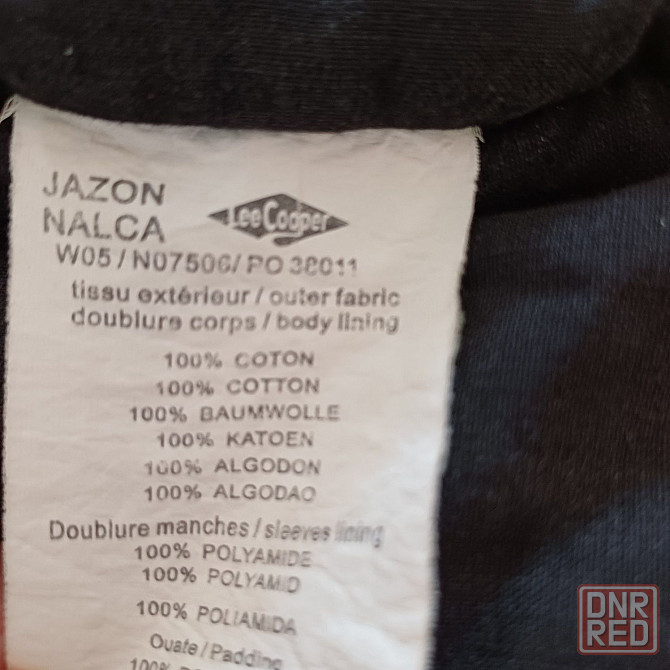 JAZON
NALCA
Lee Cooper
W05 / N07506/ PO 38011
tissu extérieur / outer fabric
doublure corps / body lining
100% COTON
100% COTTON
100% BAUMWOLLE
100% KATOEN
100% ALGODON
100% ALGODAO
Doublure manches / sleeves lining
100% POLYAMIDE
100% POLYAMID
100% POLIAMIDA
Ouate / Padding
100%
DNR
RED